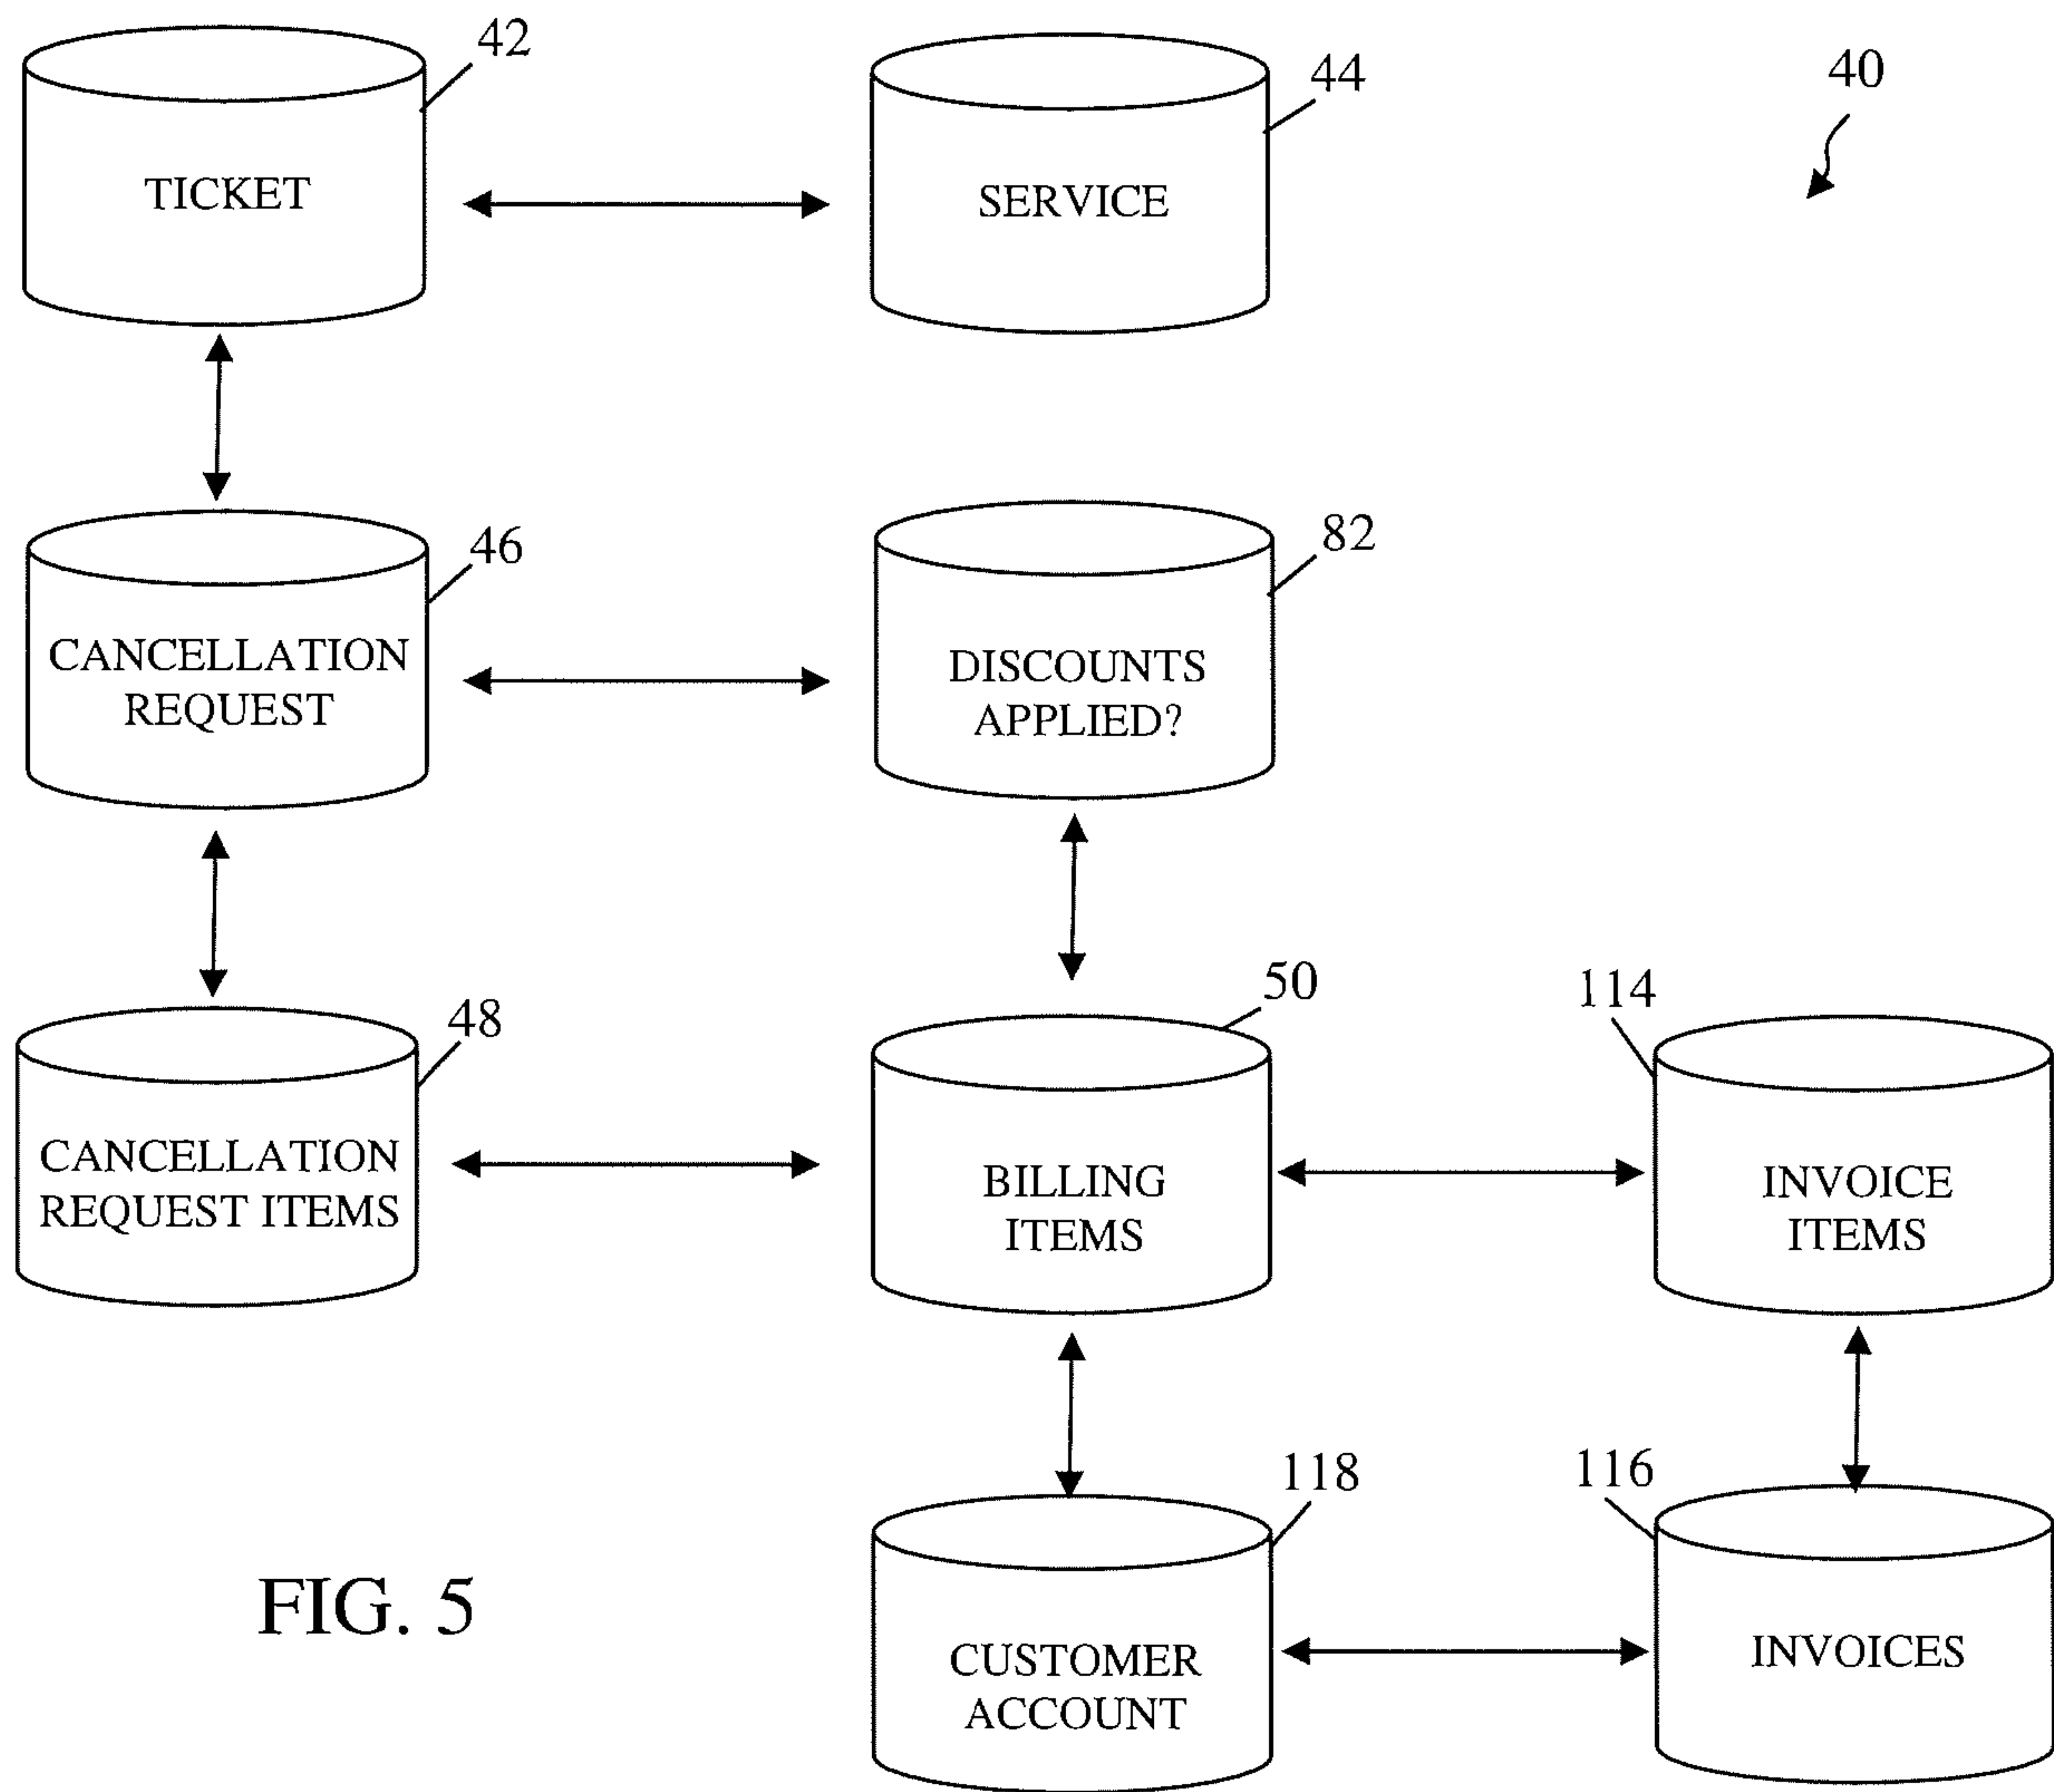 42
44
40
TICKET
SERVICE
46
82
CANCELLATION
REQUEST
DISCOUNTS
APPLIED?
48
50
114
CANCELLATION
REQUEST ITEMS
BILLING
ITEMS
INVOICE
ITEMS
118
116
FIG. 5
CUSTOMER
ACCOUNT
INVOICES